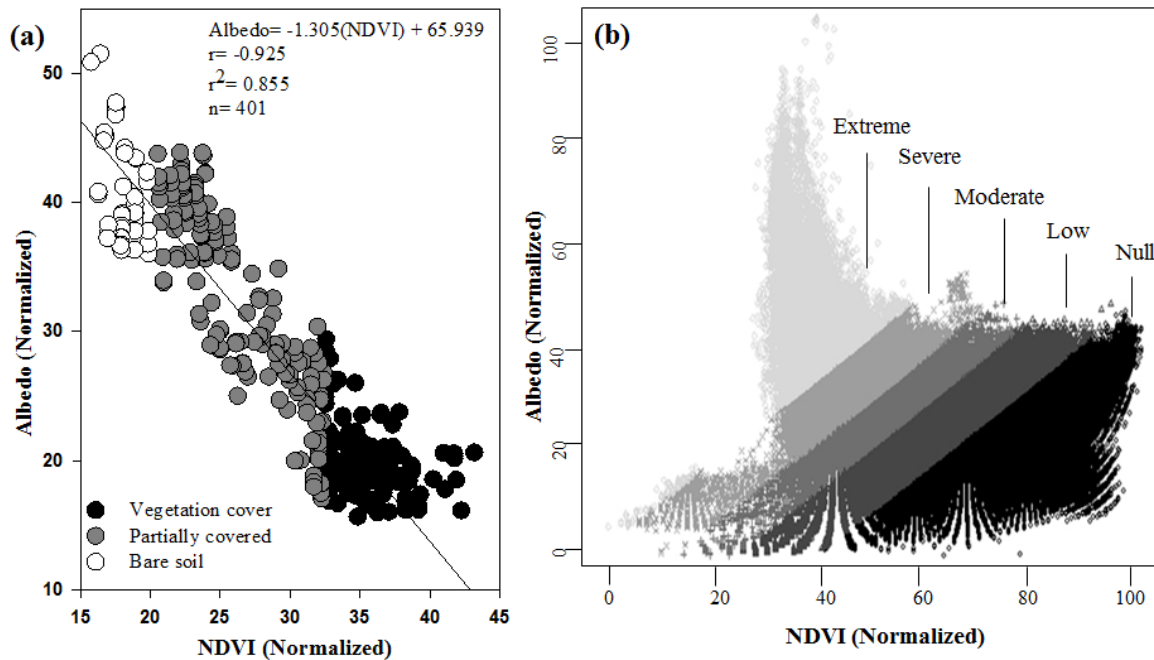 (a)
Albedo= -1.305(NDVI) + 65.939
r= -0.925
r²= 0.855
n= 401
50
40
30
20
10
Albedo (Normalized)
Vegetation cover
Partially covered
Bare soil
15 20 25 30 35 40 45
NDVI (Normalized)
(b)
Extreme
Severe
Moderate
Low
Null
100
80
60
40
20
0
Albedo (Normalized)
0 20 40 60 80 100
NDVI (Normalized)